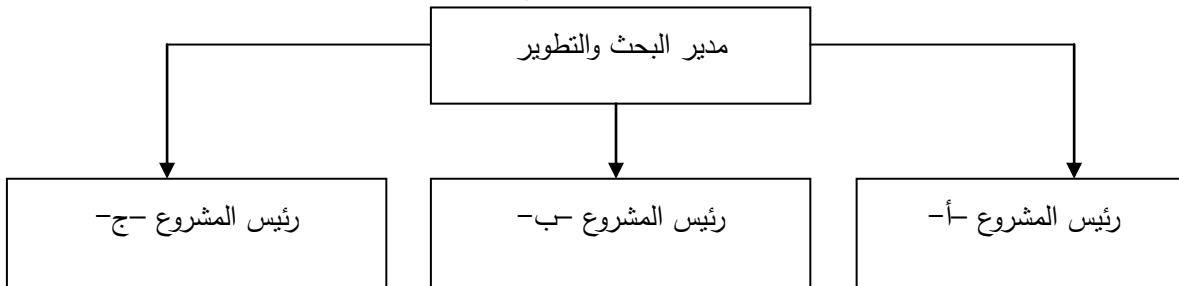 مدير البحث والتطوير
رئيس المشروع –أ-
رئيس المشروع –ب-
رئيس المشروع –ج-